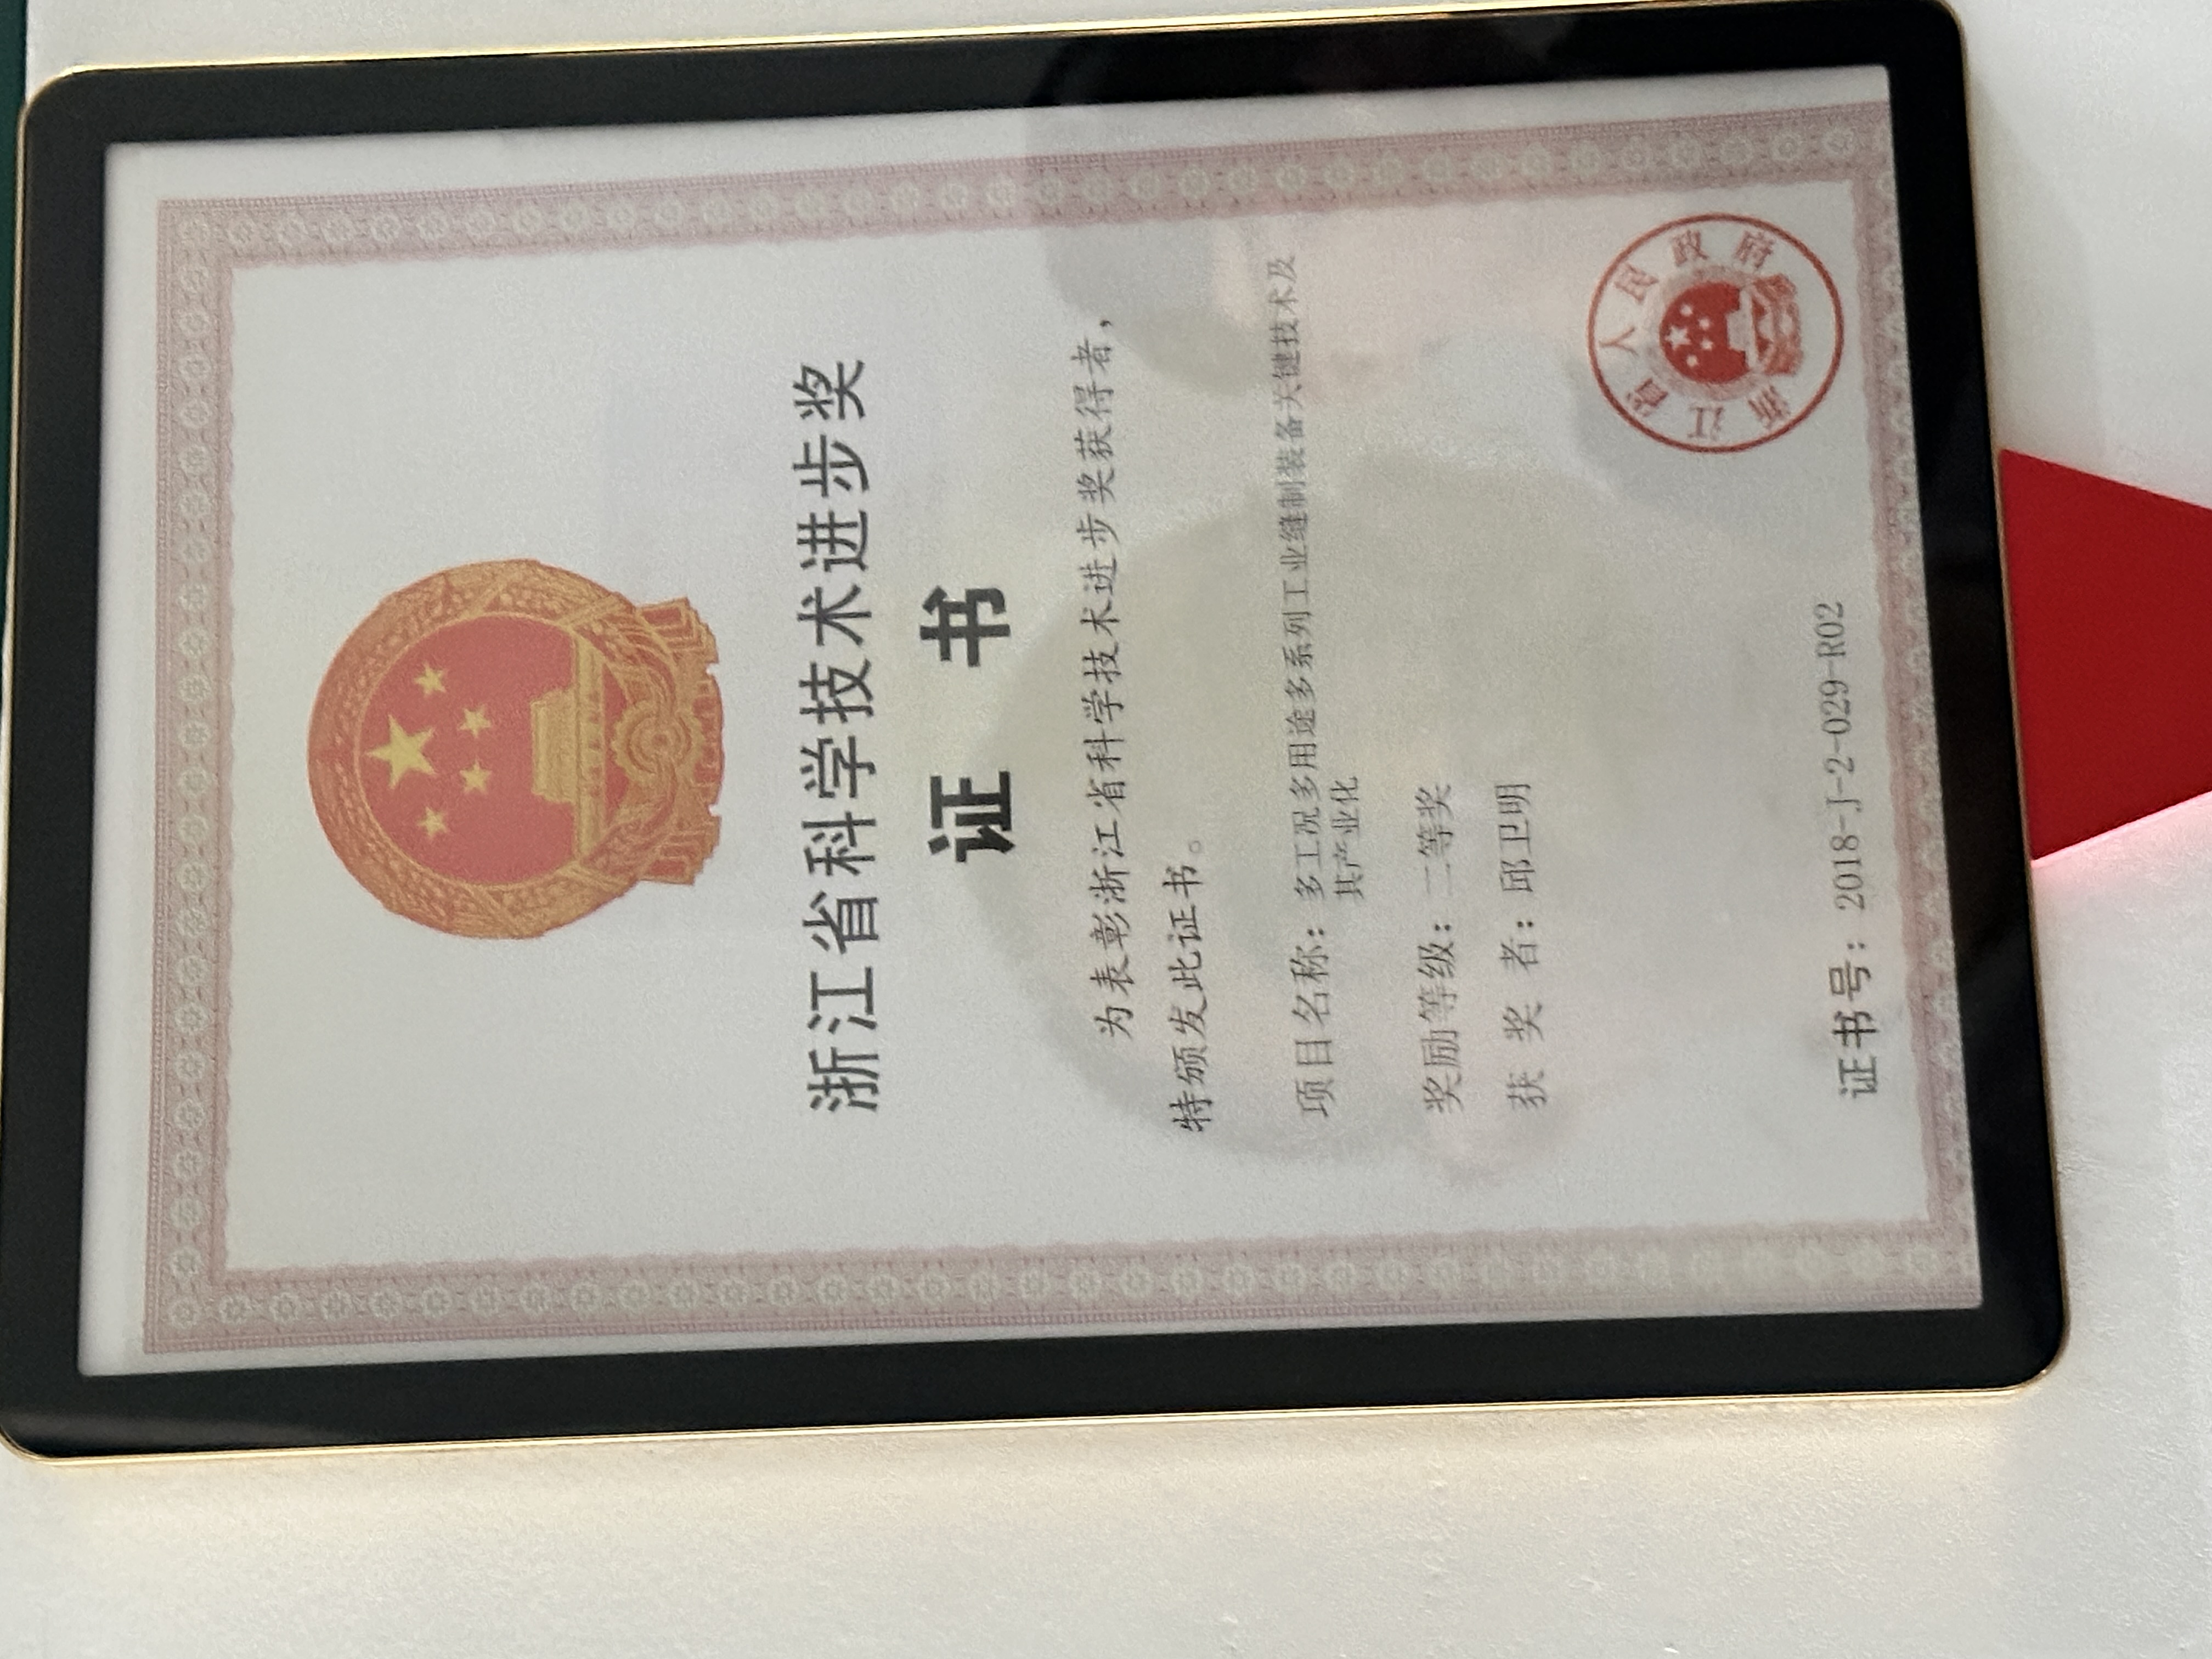 浙江省科学技术进步奖
证 书
为表彰浙江省科学技术进步奖获得者，
特颁发此证书。
项目名称：多工况多用途多系列工业缝制装备关键技术及
其产业化
奖励等级：二等奖
获 奖 者：邱卫明
浙江省人民政府
证书号：2018-J-2-029-R02